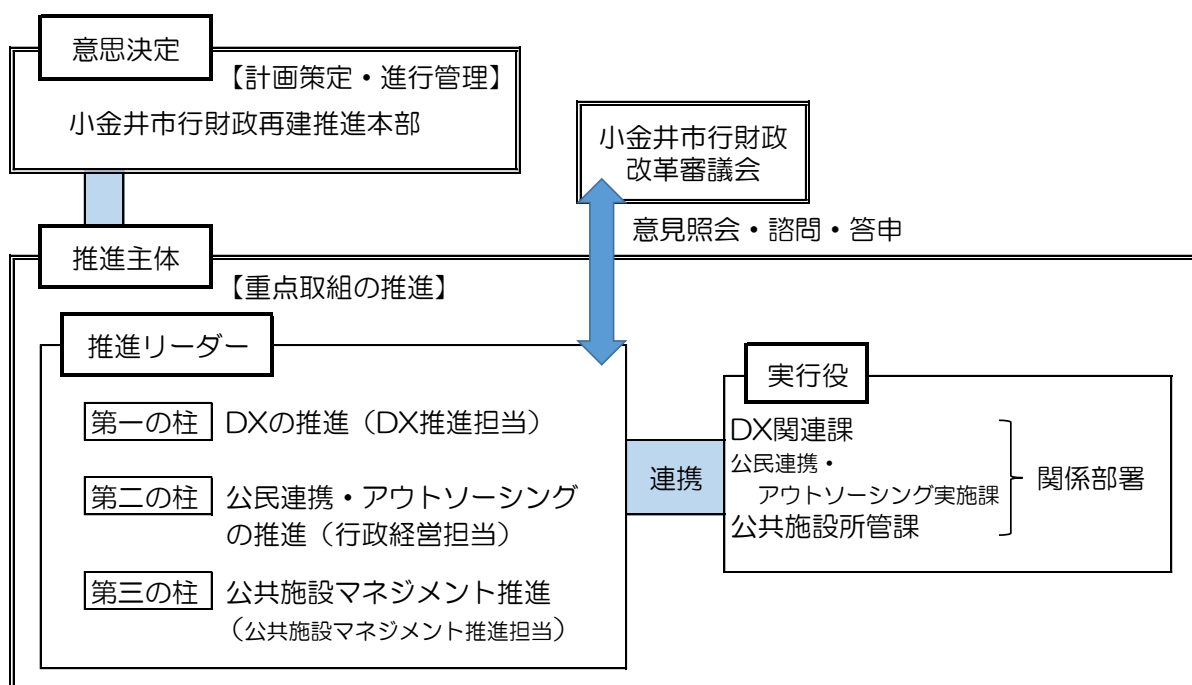 意思決定
【計画策定・進行管理】
小金井市行財政再建推進本部
小金井市行財政
改革審議会
意見照会・諮問・答申
推進主体
【重点取組の推進】
推進リーダー
第一の柱 DXの推進（DX推進担当）
第二の柱 公民連携・アウトソーシング
の推進（行政経営担当）
第三の柱 公共施設マネジメント推進
（公共施設マネジメント推進担当）
連携
実行役
DX関連課
公民連携・
アウトソーシング実施課
公共施設所管課
関係部署